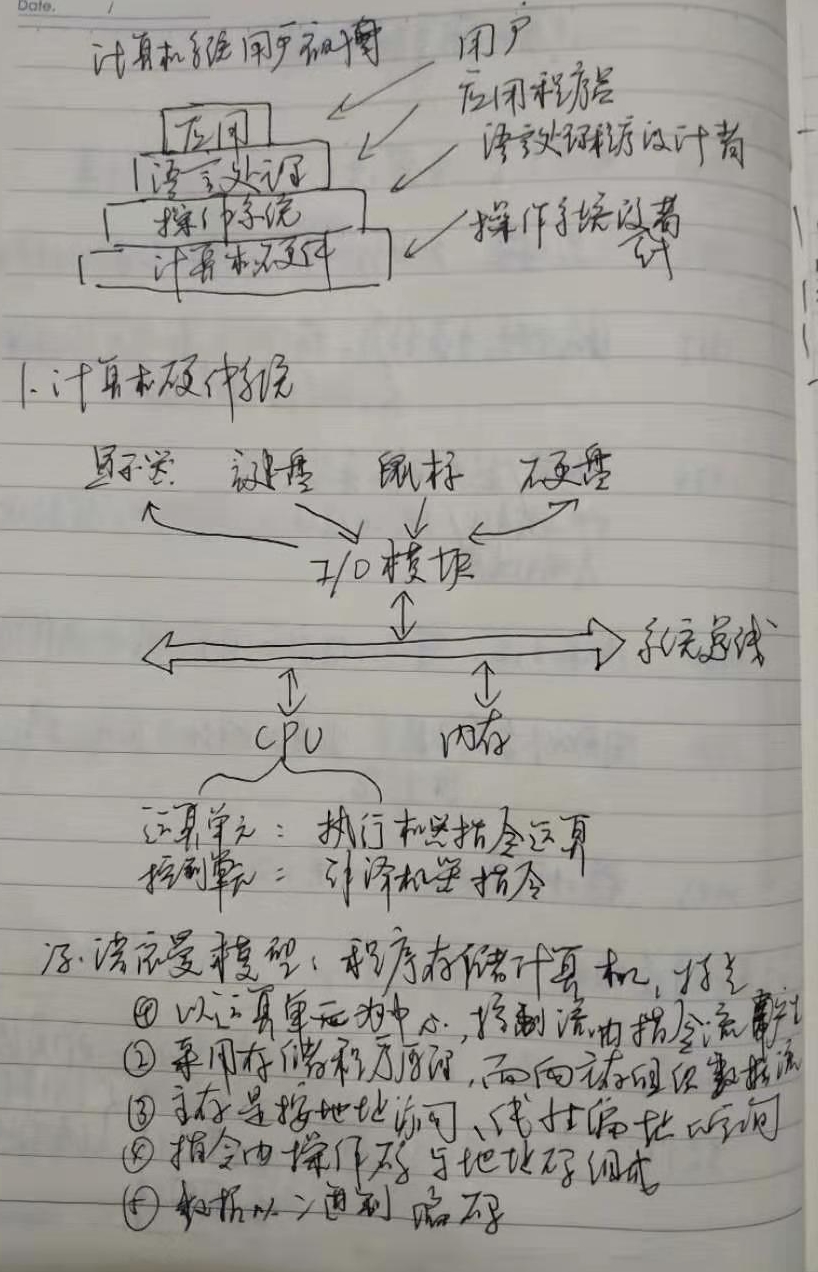 Date. /
计算机系统用户视图
用户
应用程序员
语言处理程序设计者
操作系统设计者
应用
语言处理
操作系统
计算机硬件
1. 计算机硬件系统
显示器 键盘 鼠标 硬盘
I/O模块
系统总线
CPU 内存
运算单元：执行机器指令运算
控制单元：引译机器指令
冯·诺依曼模型：程序存储计算机，特点
① 以运算单元为中心，控制流由指令流产生
② 采用存储程序原理，面向主存组织数据流
③ 主存是按地址访问、线性编址空间
④ 指令由操作码与地址码组成
⑤ 数据以二进制编码